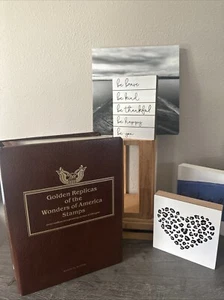 be brave
be kind
be thankful
be happy
be you
Golden Replicas
of the
Wonders of America
Stamps